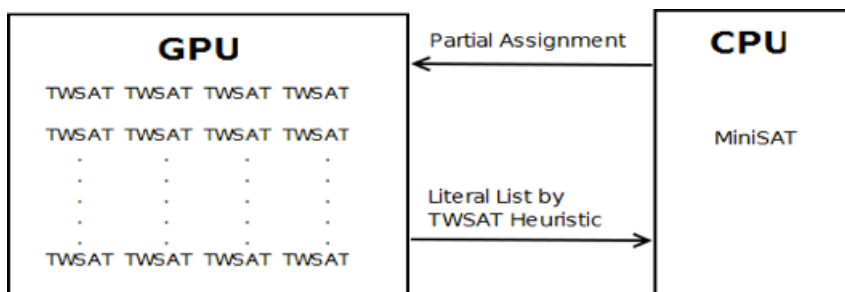 GPU
TWSAT TWSAT TWSAT TWSAT
TWSAT TWSAT TWSAT TWSAT
TWSAT TWSAT TWSAT TWSAT
Partial Assignment
Literal List by
TWSAT Heuristic
CPU
MiniSAT